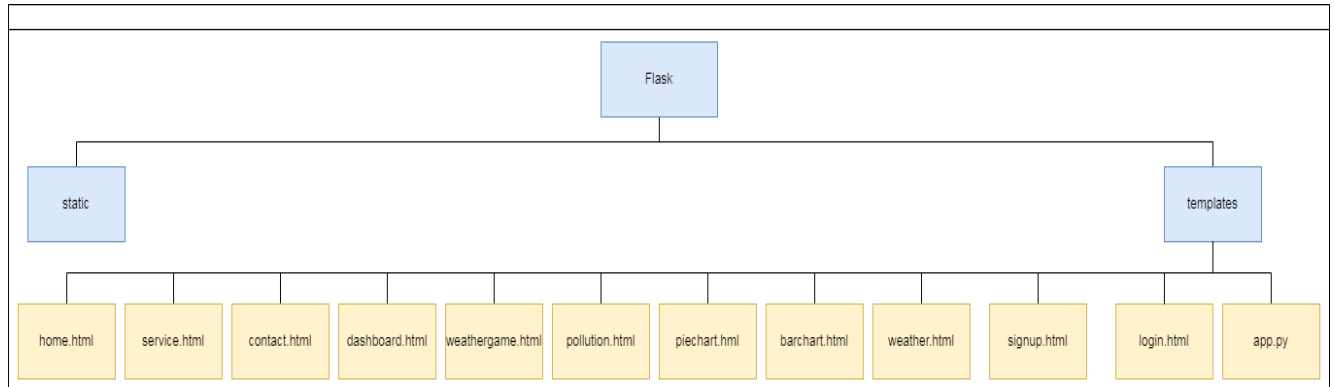 Flask
static
templates
home.html
service.html
contact.html
dashboard.html
weathergame.html
pollution.html
piechart.hml
barchart.html
weather.html
signup.html
login.html
app.py